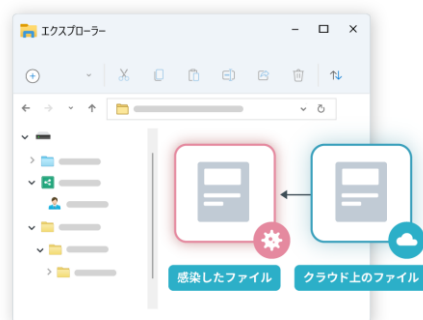 エクスプローラー
感染したファイル
クラウド上のファイル